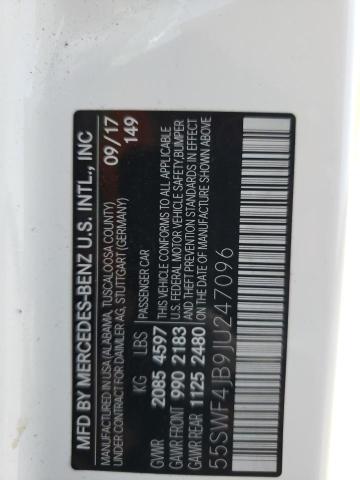 MFD BY MERCEDES-BENZ U.S. INTL., INC
MANUFACTURED IN USA (ALABAMA, TUSCALOOSA COUNTY) 09/17
UNDER CONTRACT FOR DAIMLER AG, STUTTGART (GERMANY) 149
PASSENGER CAR
KG LBS
GVWR 2085 4597
GAWR FRONT 990 2183
GAWR REAR 1125 2480
THIS VEHICLE CONFORMS TO ALL APPLICABLE
U.S. FEDERAL MOTOR VEHICLE SAFETY,BUMPER
AND THEFT PREVENTION STANDARDS IN EFFECT
ON DATE OF MANUFACTURE SHOWN ABOVE
55SWF4JB9JU247096